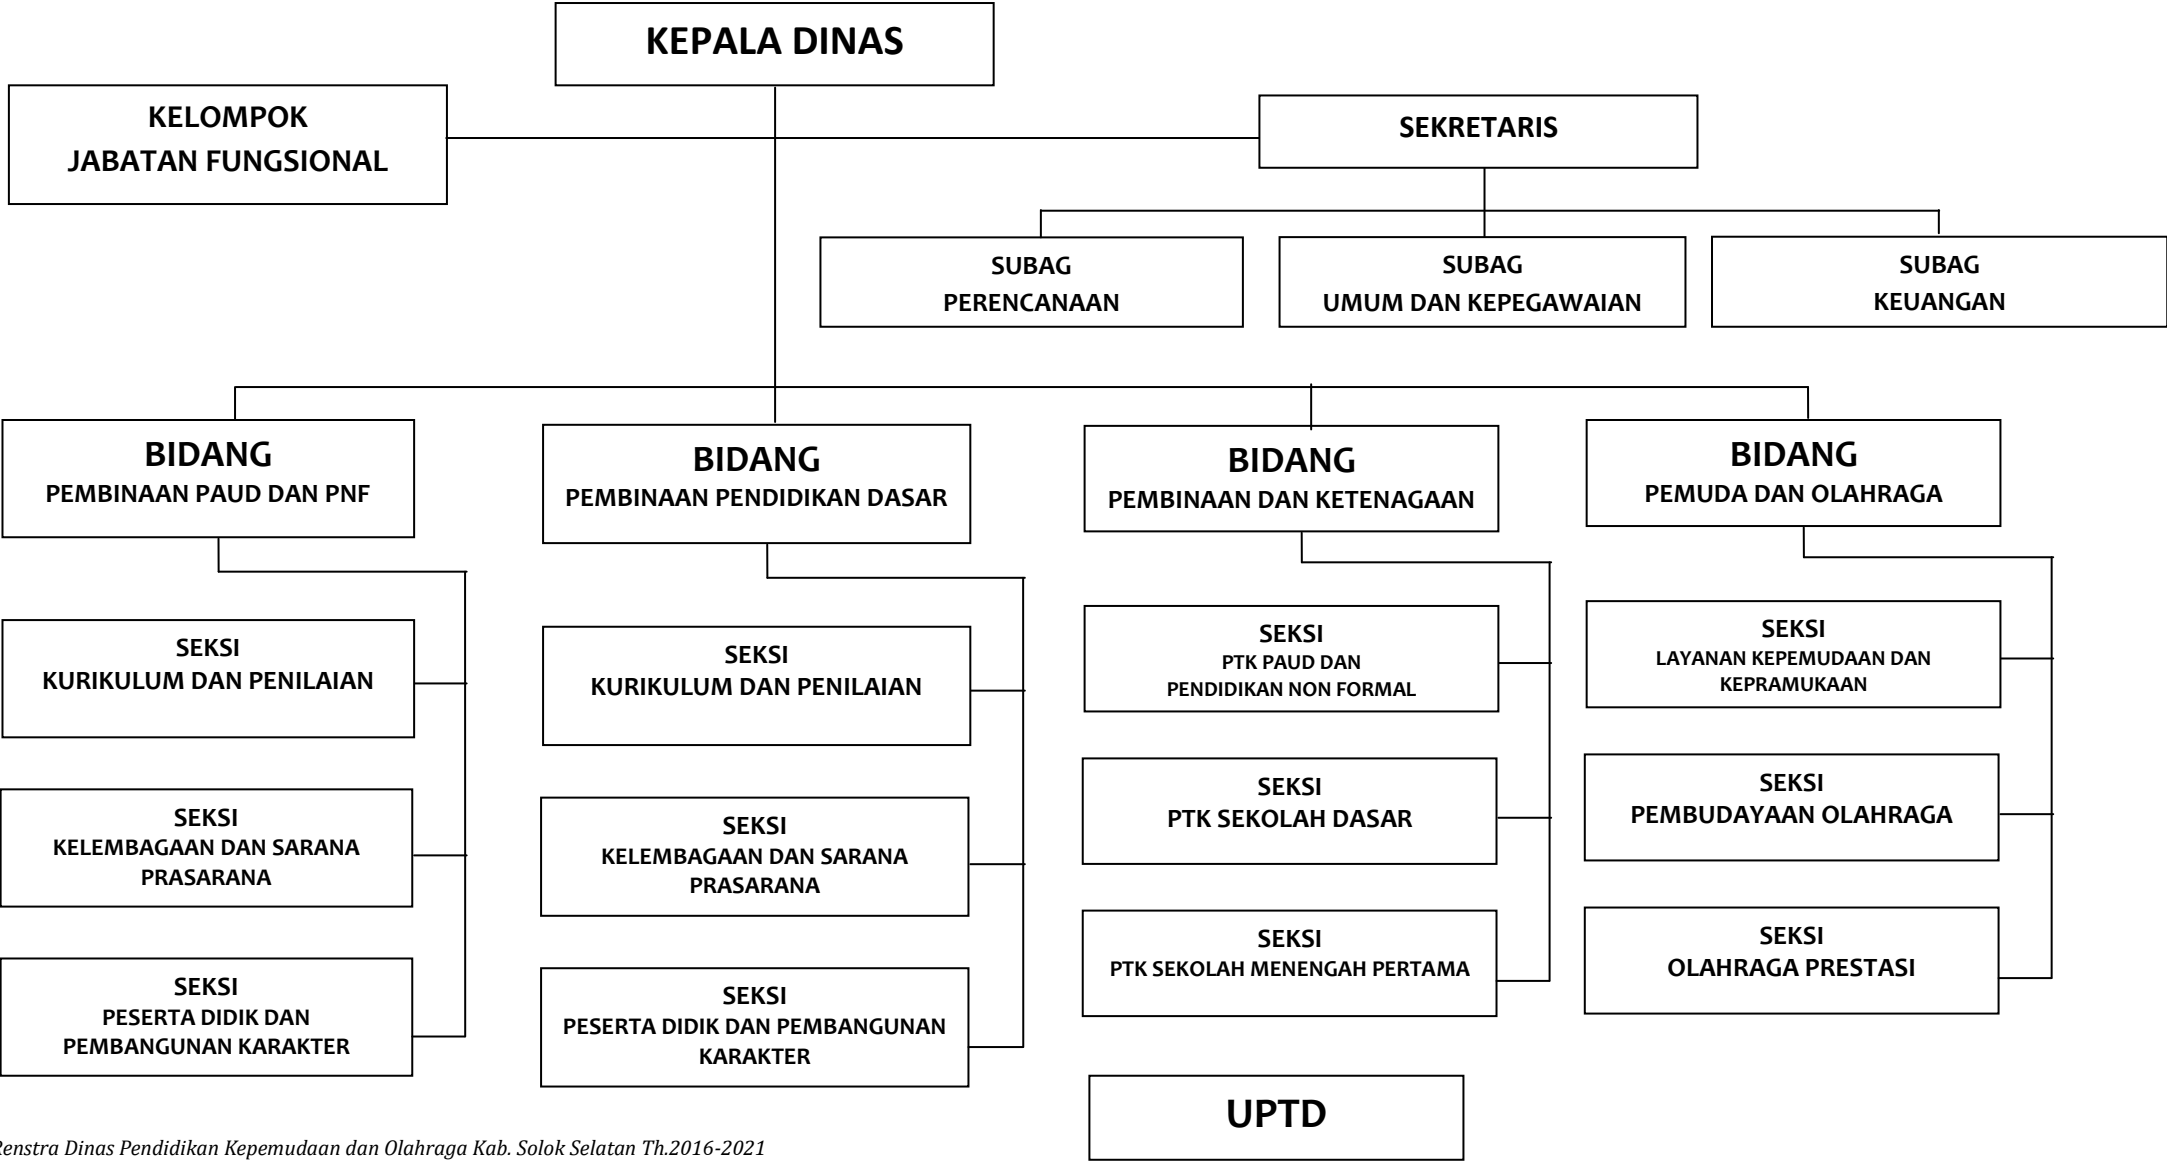 KEPALA DINAS
KELOMPOK
JABATAN FUNGSIONAL
SEKRETARIS
SUBAG
PERENCANAAN
SUBAG
UMUM DAN KEPEGAWAIAN
SUBAG
KEUANGAN
BIDANG
PEMBINAAN PAUD DAN PNF
BIDANG
PEMBINAAN PENDIDIKAN DASAR
BIDANG
PEMBINAAN DAN KETENAGAAN
BIDANG
PEMUDA DAN OLAHRAGA
SEKSI
KURIKULUM DAN PENILAIAN
SEKSI
KURIKULUM DAN PENILAIAN
SEKSI
PTK PAUD DAN
PENDIDIKAN NON FORMAL
SEKSI
LAYANAN KEPEMUDAAN DAN
KEPRAMUKAAN
SEKSI
KELEMBAGAAN DAN SARANA
PRASARANA
SEKSI
KELEMBAGAAN DAN SARANA
PRASARANA
SEKSI
PTK SEKOLAH DASAR
SEKSI
PEMBUDAYAAN OLAHRAGA
SEKSI
PESERTA DIDIK DAN
PEMBANGUNAN KARAKTER
SEKSI
PESERTA DIDIK DAN PEMBANGUNAN
KARAKTER
SEKSI
PTK SEKOLAH MENENGAH PERTAMA
SEKSI
OLAHRAGA PRESTASI
UPTD
Renstra Dinas Pendidikan Kepemudaan dan Olahraga Kab. Solok Selatan Th.2016-2021